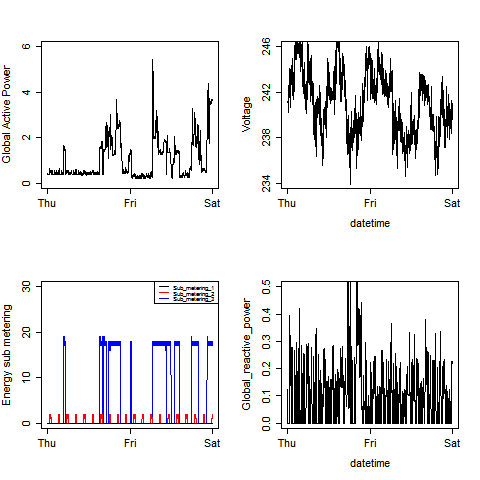 Global Active Power
6
4
2
0
Thu
Fri
Sat
Voltage
246
242
238
234
Thu
Fri
Sat
datetime
Energy sub metering
30
20
10
0
Sub_metering_1
Sub_metering_2
Sub_metering_3
Thu
Fri
Sat
Global_reactive_power
0.5
0.4
0.3
0.2
0.1
0.0
Thu
Fri
Sat
datetime